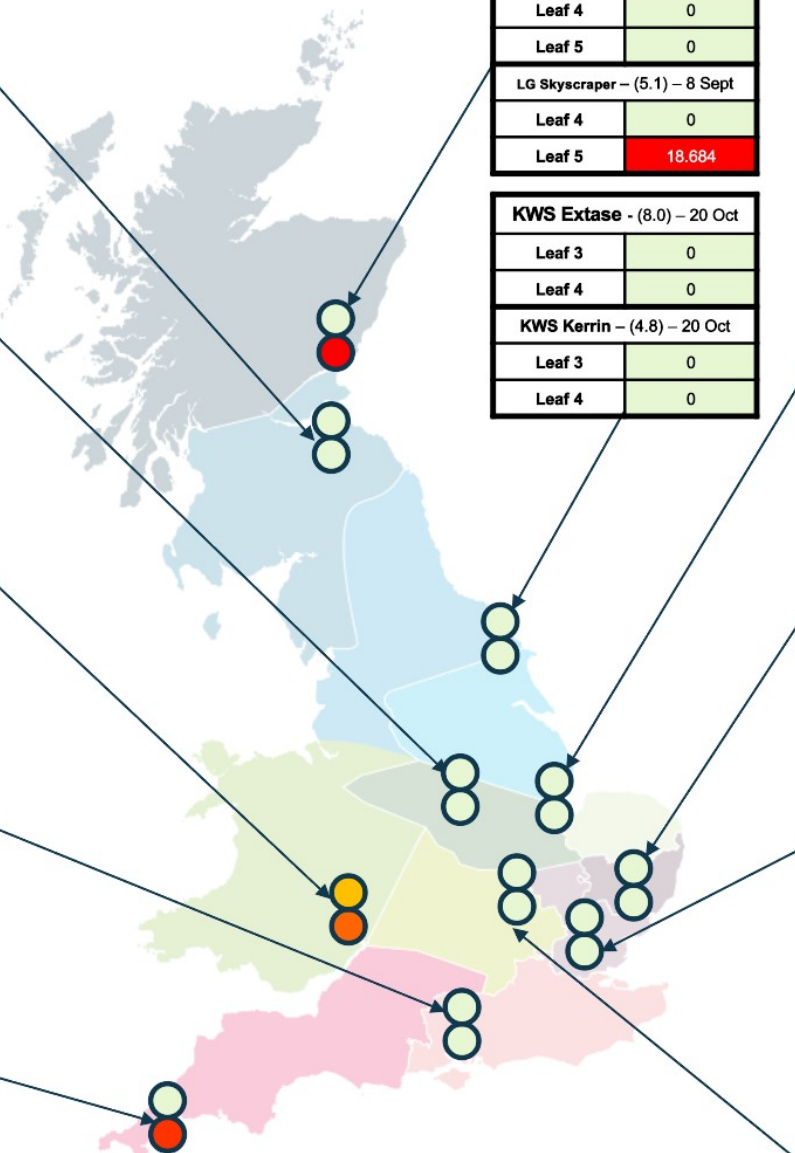 Leaf 4 0
Leaf 5 0
LG Skyscraper – (5.1) – 8 Sept
Leaf 4 0
Leaf 5 18.684
KWS Extase - (8.0) – 20 Oct
Leaf 3 0
Leaf 4 0
KWS Kerrin – (4.8) – 20 Oct
Leaf 3 0
Leaf 4 0